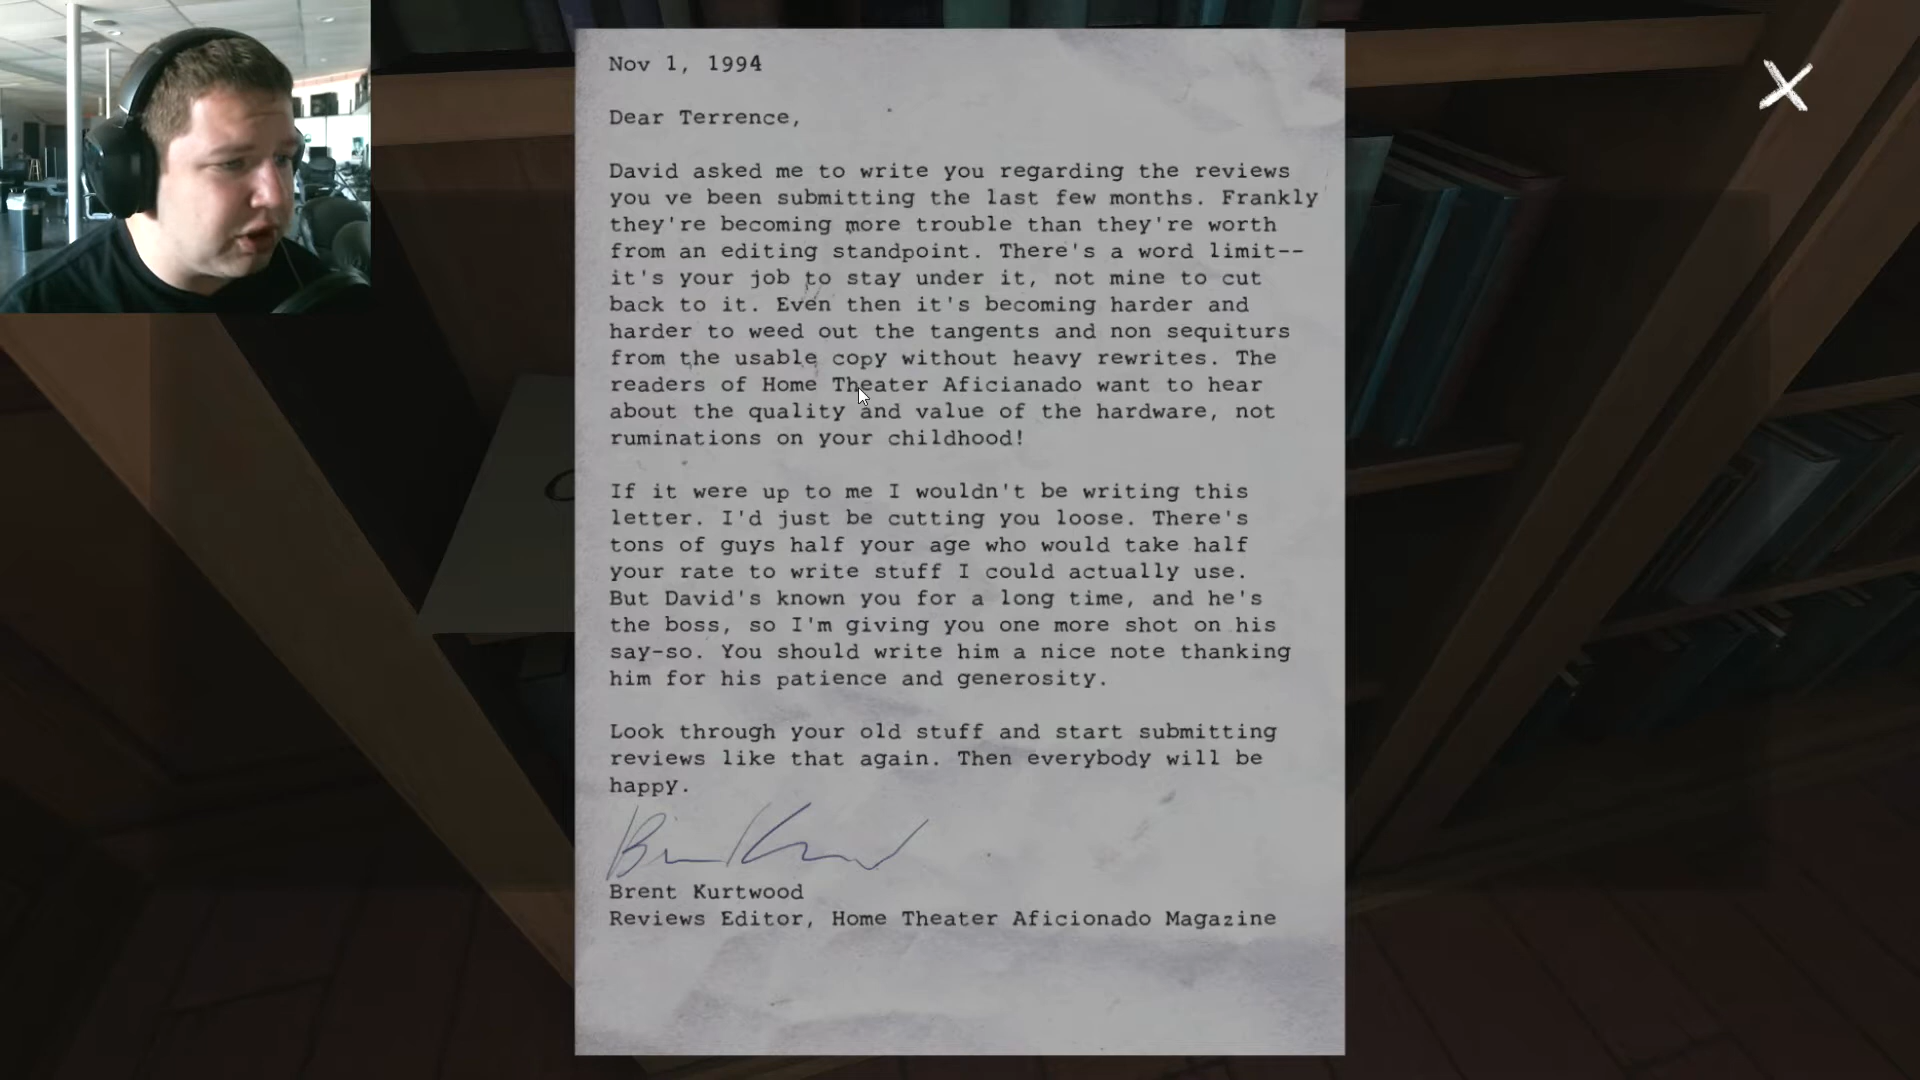 Nov 1, 1994
Dear Terrence,
David asked me to write you regarding the reviews
you ve been submitting the last few months. Frankly
they're becoming more trouble than they're worth
from an editing standpoint. There's a word limit--
it's your job to stay under it, not mine to cut
back to it. Even then it's becoming harder and
harder to weed out the tangents and non sequiturs
from the usable copy without heavy rewrites. The
readers of Home Theater Aficianado want to hear
about the quality and value of the hardware, not
ruminations on your childhood!
If it were up to me I wouldn't be writing this
letter. I'd just be cutting you loose. There's
tons of guys half your age who would take half
your rate to write stuff I could actually use.
But David's known you for a long time, and he's
the boss, so I'm giving you one more shot on his
say-so. You should write him a nice note thanking
him for his patience and generosity.
Look through your old stuff and start submitting
reviews like that again. Then everybody will be
happy.
Brent Kurtwood
Reviews Editor, Home Theater Aficionado Magazine